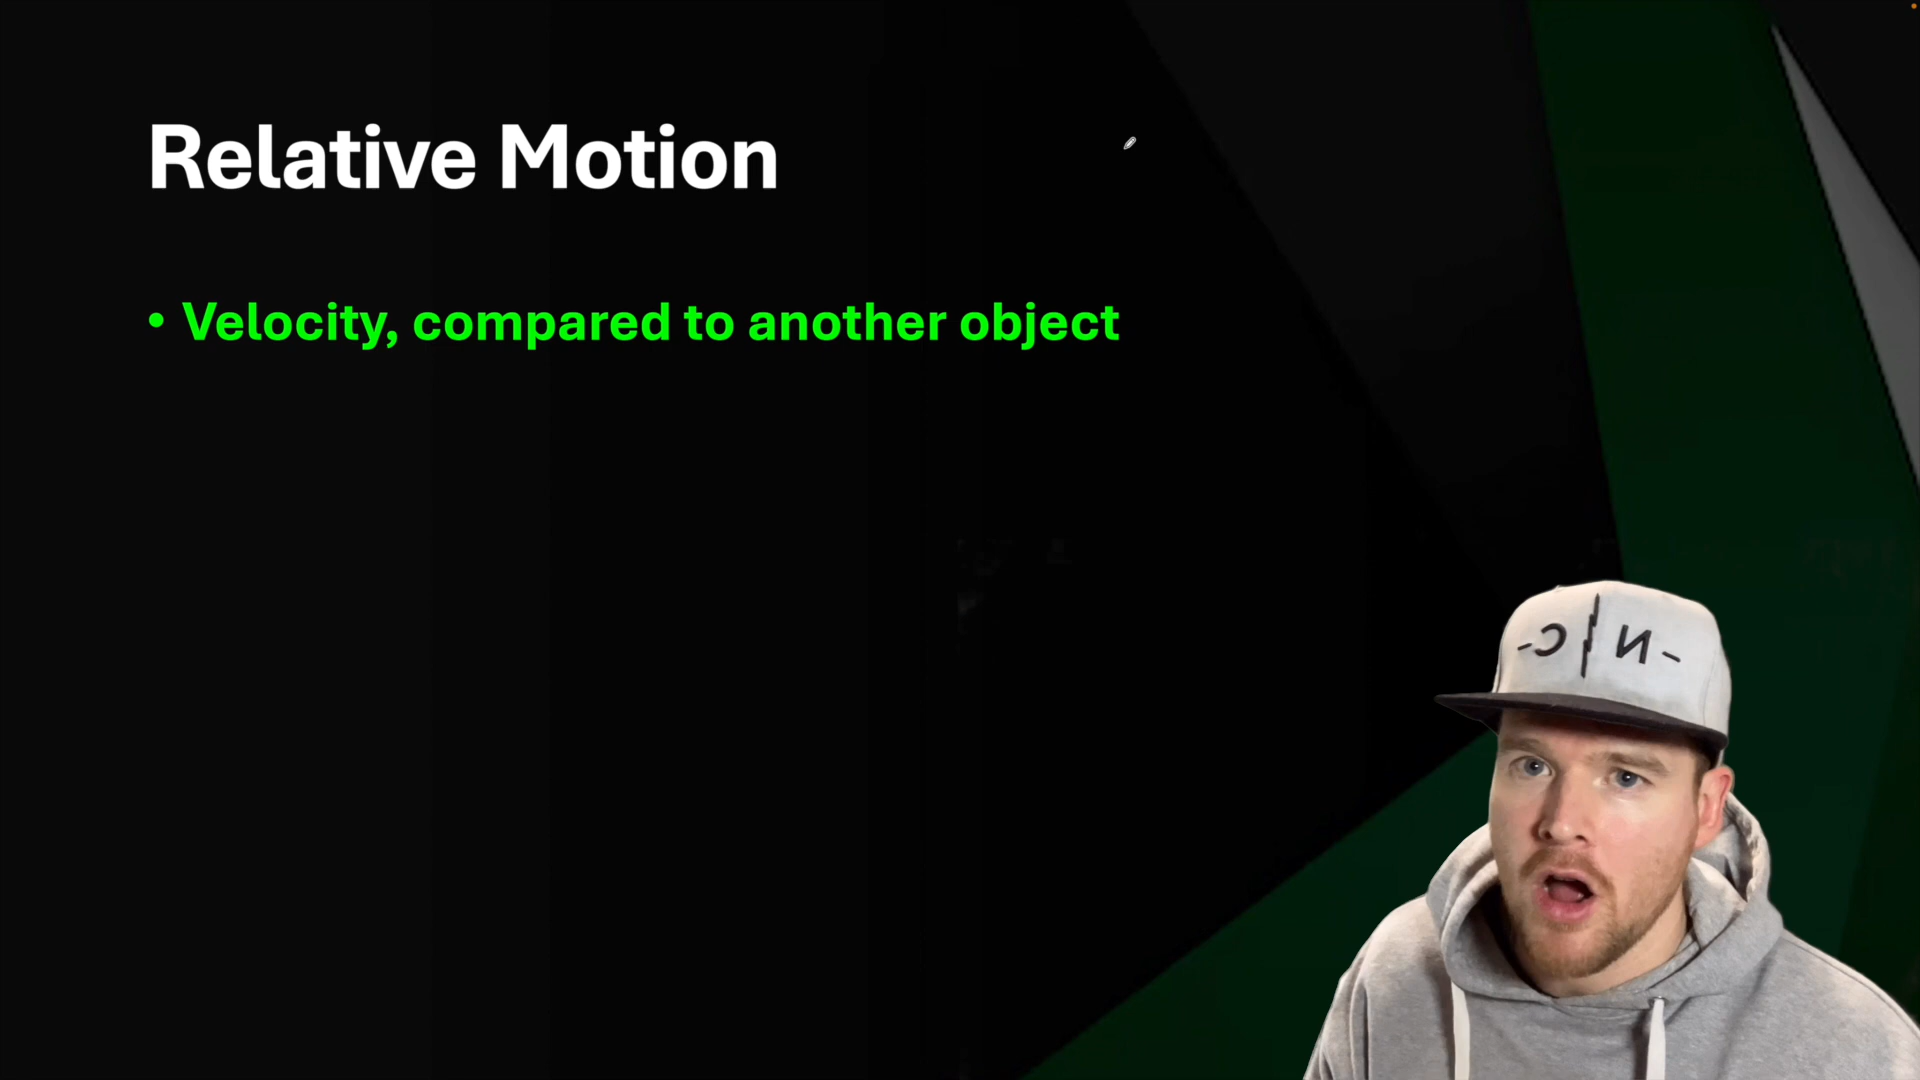 Relative Motion
• Velocity, compared to another object
-C N-